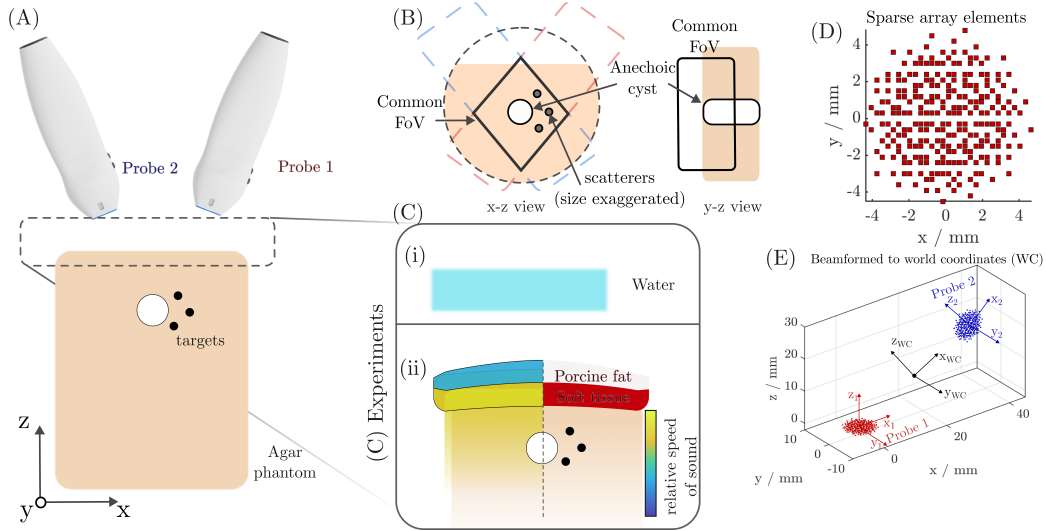 (A)
Probe 2
Probe 1
targets
Agar
phantom
z
y
x
(B)
Common
FoV
Anechoic
cyst
scatterers
(size exaggerated)
x-z view
Common
FoV
y-z view
(C)
(C) Experiments
(i)
Water
(ii)
Porcine fat
Soft tissue
relative speed
of sound
(D)
Sparse array elements
y / mm
4
2
0
-2
-4
-4
-2
0
2
4
x / mm
(E)
Beamformed to world coordinates (WC)
Probe 2
z2
x2
y2
zWC
xWC
yWC
z1
x1
y1
Probe 1
z / mm
30
20
10
0
10
0
-10
y / mm
0
20
40
x / mm